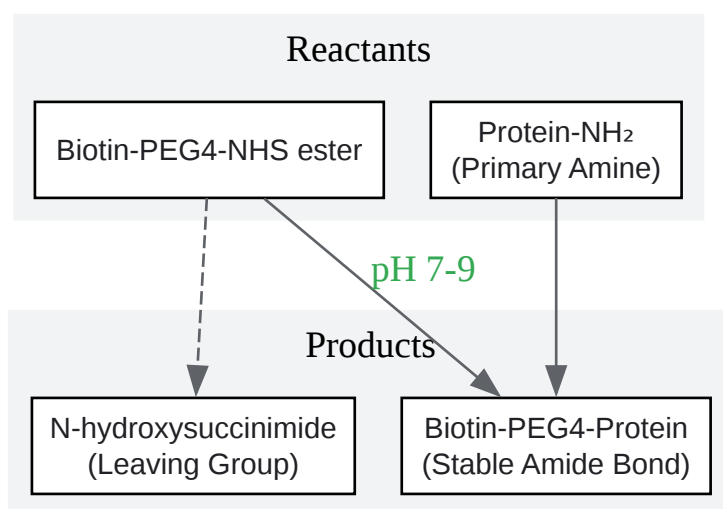 Reactants
Biotin-PEG4-NHS ester
Protein-NH₂
(Primary Amine)
pH 7-9
Products
N-hydroxysuccinimide
(Leaving Group)
Biotin-PEG4-Protein
(Stable Amide Bond)